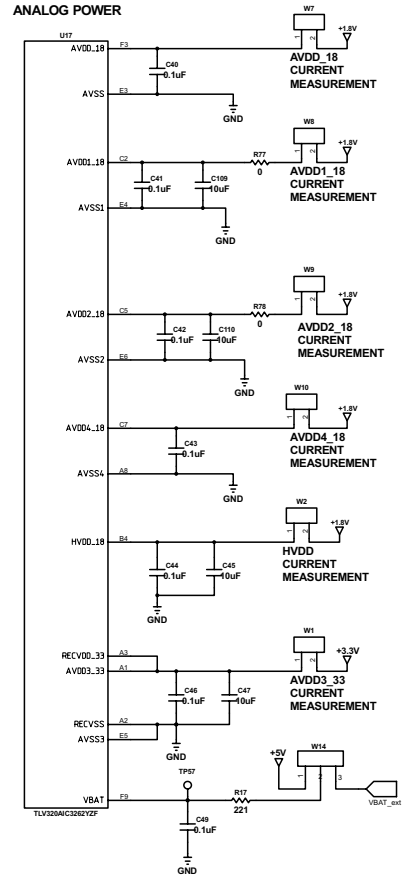 ANALOG POWER
U17
W7
AVDD_18 F3 1 2 +1.8V
C40
0.1uF
AVDD_18
CURRENT
MEASUREMENT
AVSS E3
GND
W8
AVDD1_18 C2 R77 1 2 +1.8V
0
C41
0.1uF
C109
10uF
AVDD1_18
CURRENT
MEASUREMENT
AVSS1 E4
GND
W9
AVDD2_18 C5 R78 1 2 +1.8V
0
C42
0.1uF
C110
10uF
AVDD2_18
CURRENT
MEASUREMENT
AVSS2 E6
GND
W10
AVDD4_18 C7 1 2 +1.8V
C43
0.1uF
AVDD4_18
CURRENT
MEASUREMENT
AVSS4 A8
GND
W2
HVDD_18 B4 1 2 +1.8V
C44
0.1uF
C45
10uF
HVDD
CURRENT
MEASUREMENT
GND
W1
RECVDD_33 A3
AVDD3_33 A1 1 2 +3.3V
C46
0.1uF
C47
10uF
AVDD3_33
CURRENT
MEASUREMENT
RECVSS A2
AVSS3 E5
GND
W14
+5V 1 2 3
VBAT_ext
TP57
VBAT F9 R17
221
C49
0.1uF
GND
TLV320AIC3262YZF